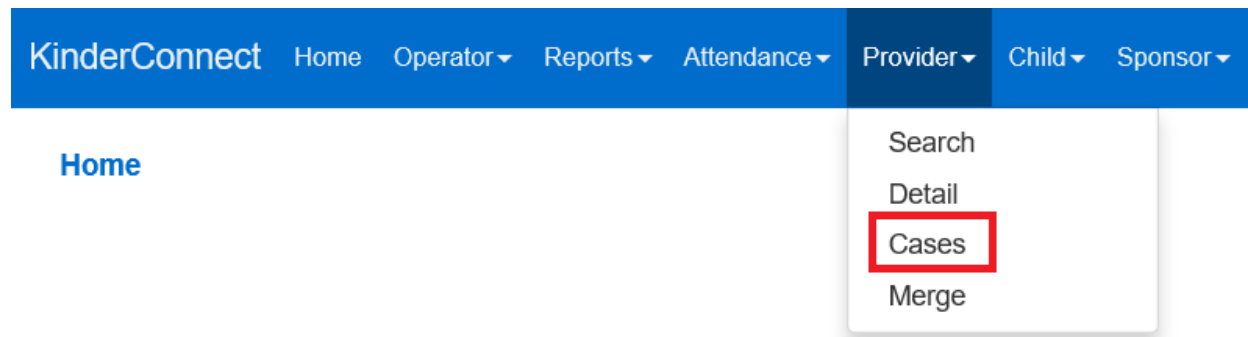 KinderConnect Home Operator Reports Attendance Provider Child Sponsor
Home
Search
Detail
Cases
Merge